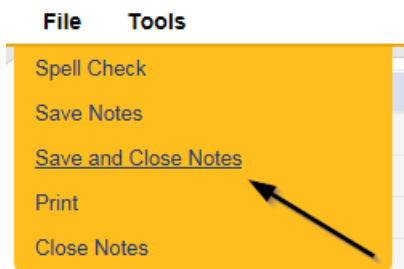 File Tools
Spell Check
Save Notes
Save and Close Notes
Print
Close Notes